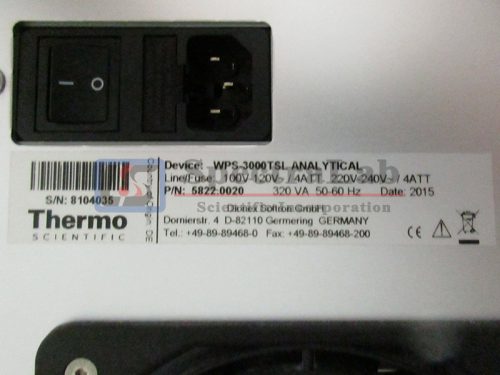 Device: WPS-3000TSL ANALYTICAL
Line/Fuse: 100V-120V~ / 4ATT 220V-240V~ / 4ATT
P/N: 5822.0020 320 VA 50-60 Hz Date: 2015
S/N: 8104035
Thermo
SCIENTIFIC
Dionex Softron GmbH
Dornierstr. 4 D-82110 Germering GERMANY
Tel.: +49-89-89468-0 Fax: +49-89-89468-200
CE
Scientific Incorporation